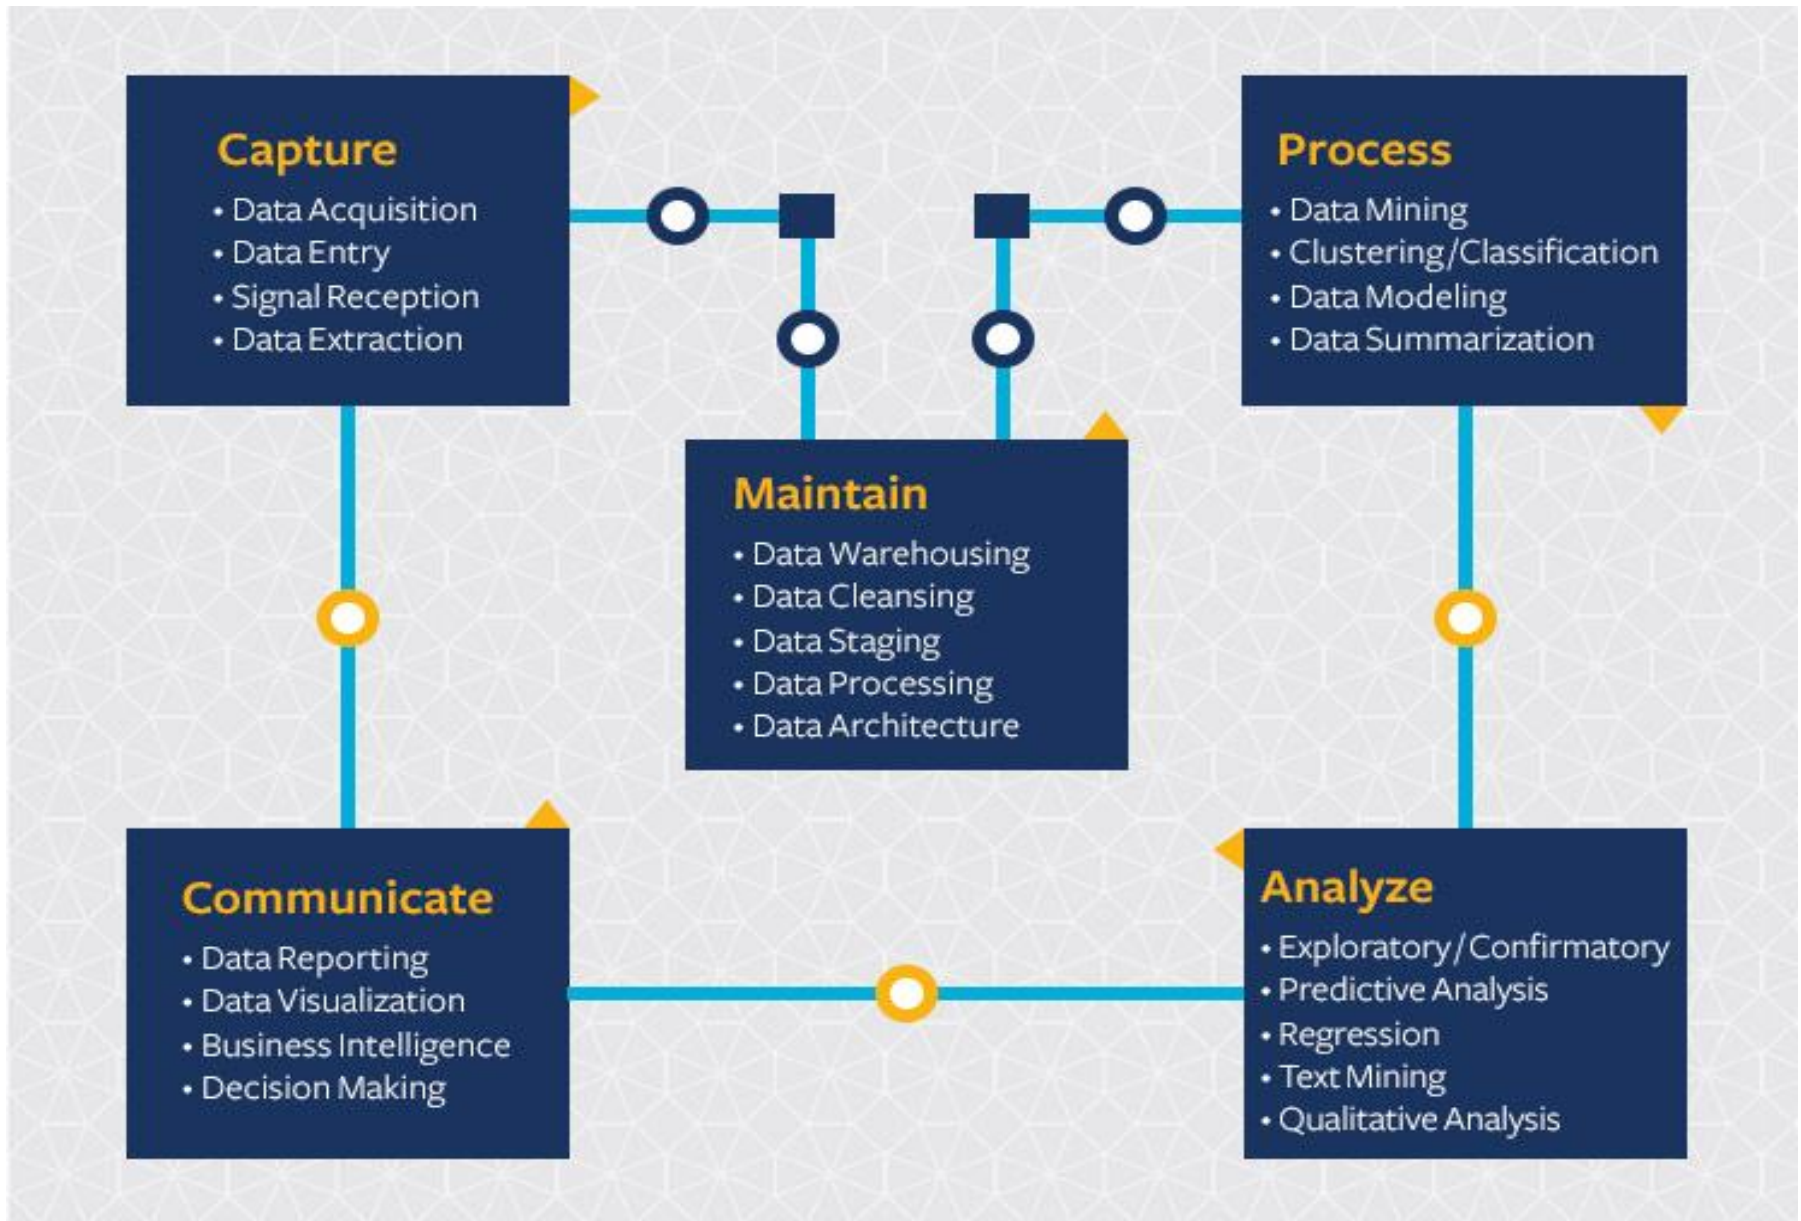 Capture
• Data Acquisition
• Data Entry
• Signal Reception
• Data Extraction
Process
• Data Mining
• Clustering/Classification
• Data Modeling
• Data Summarization
Maintain
• Data Warehousing
• Data Cleansing
• Data Staging
• Data Processing
• Data Architecture
Communicate
• Data Reporting
• Data Visualization
• Business Intelligence
• Decision Making
Analyze
• Exploratory/Confirmatory
• Predictive Analysis
• Regression
• Text Mining
• Qualitative Analysis